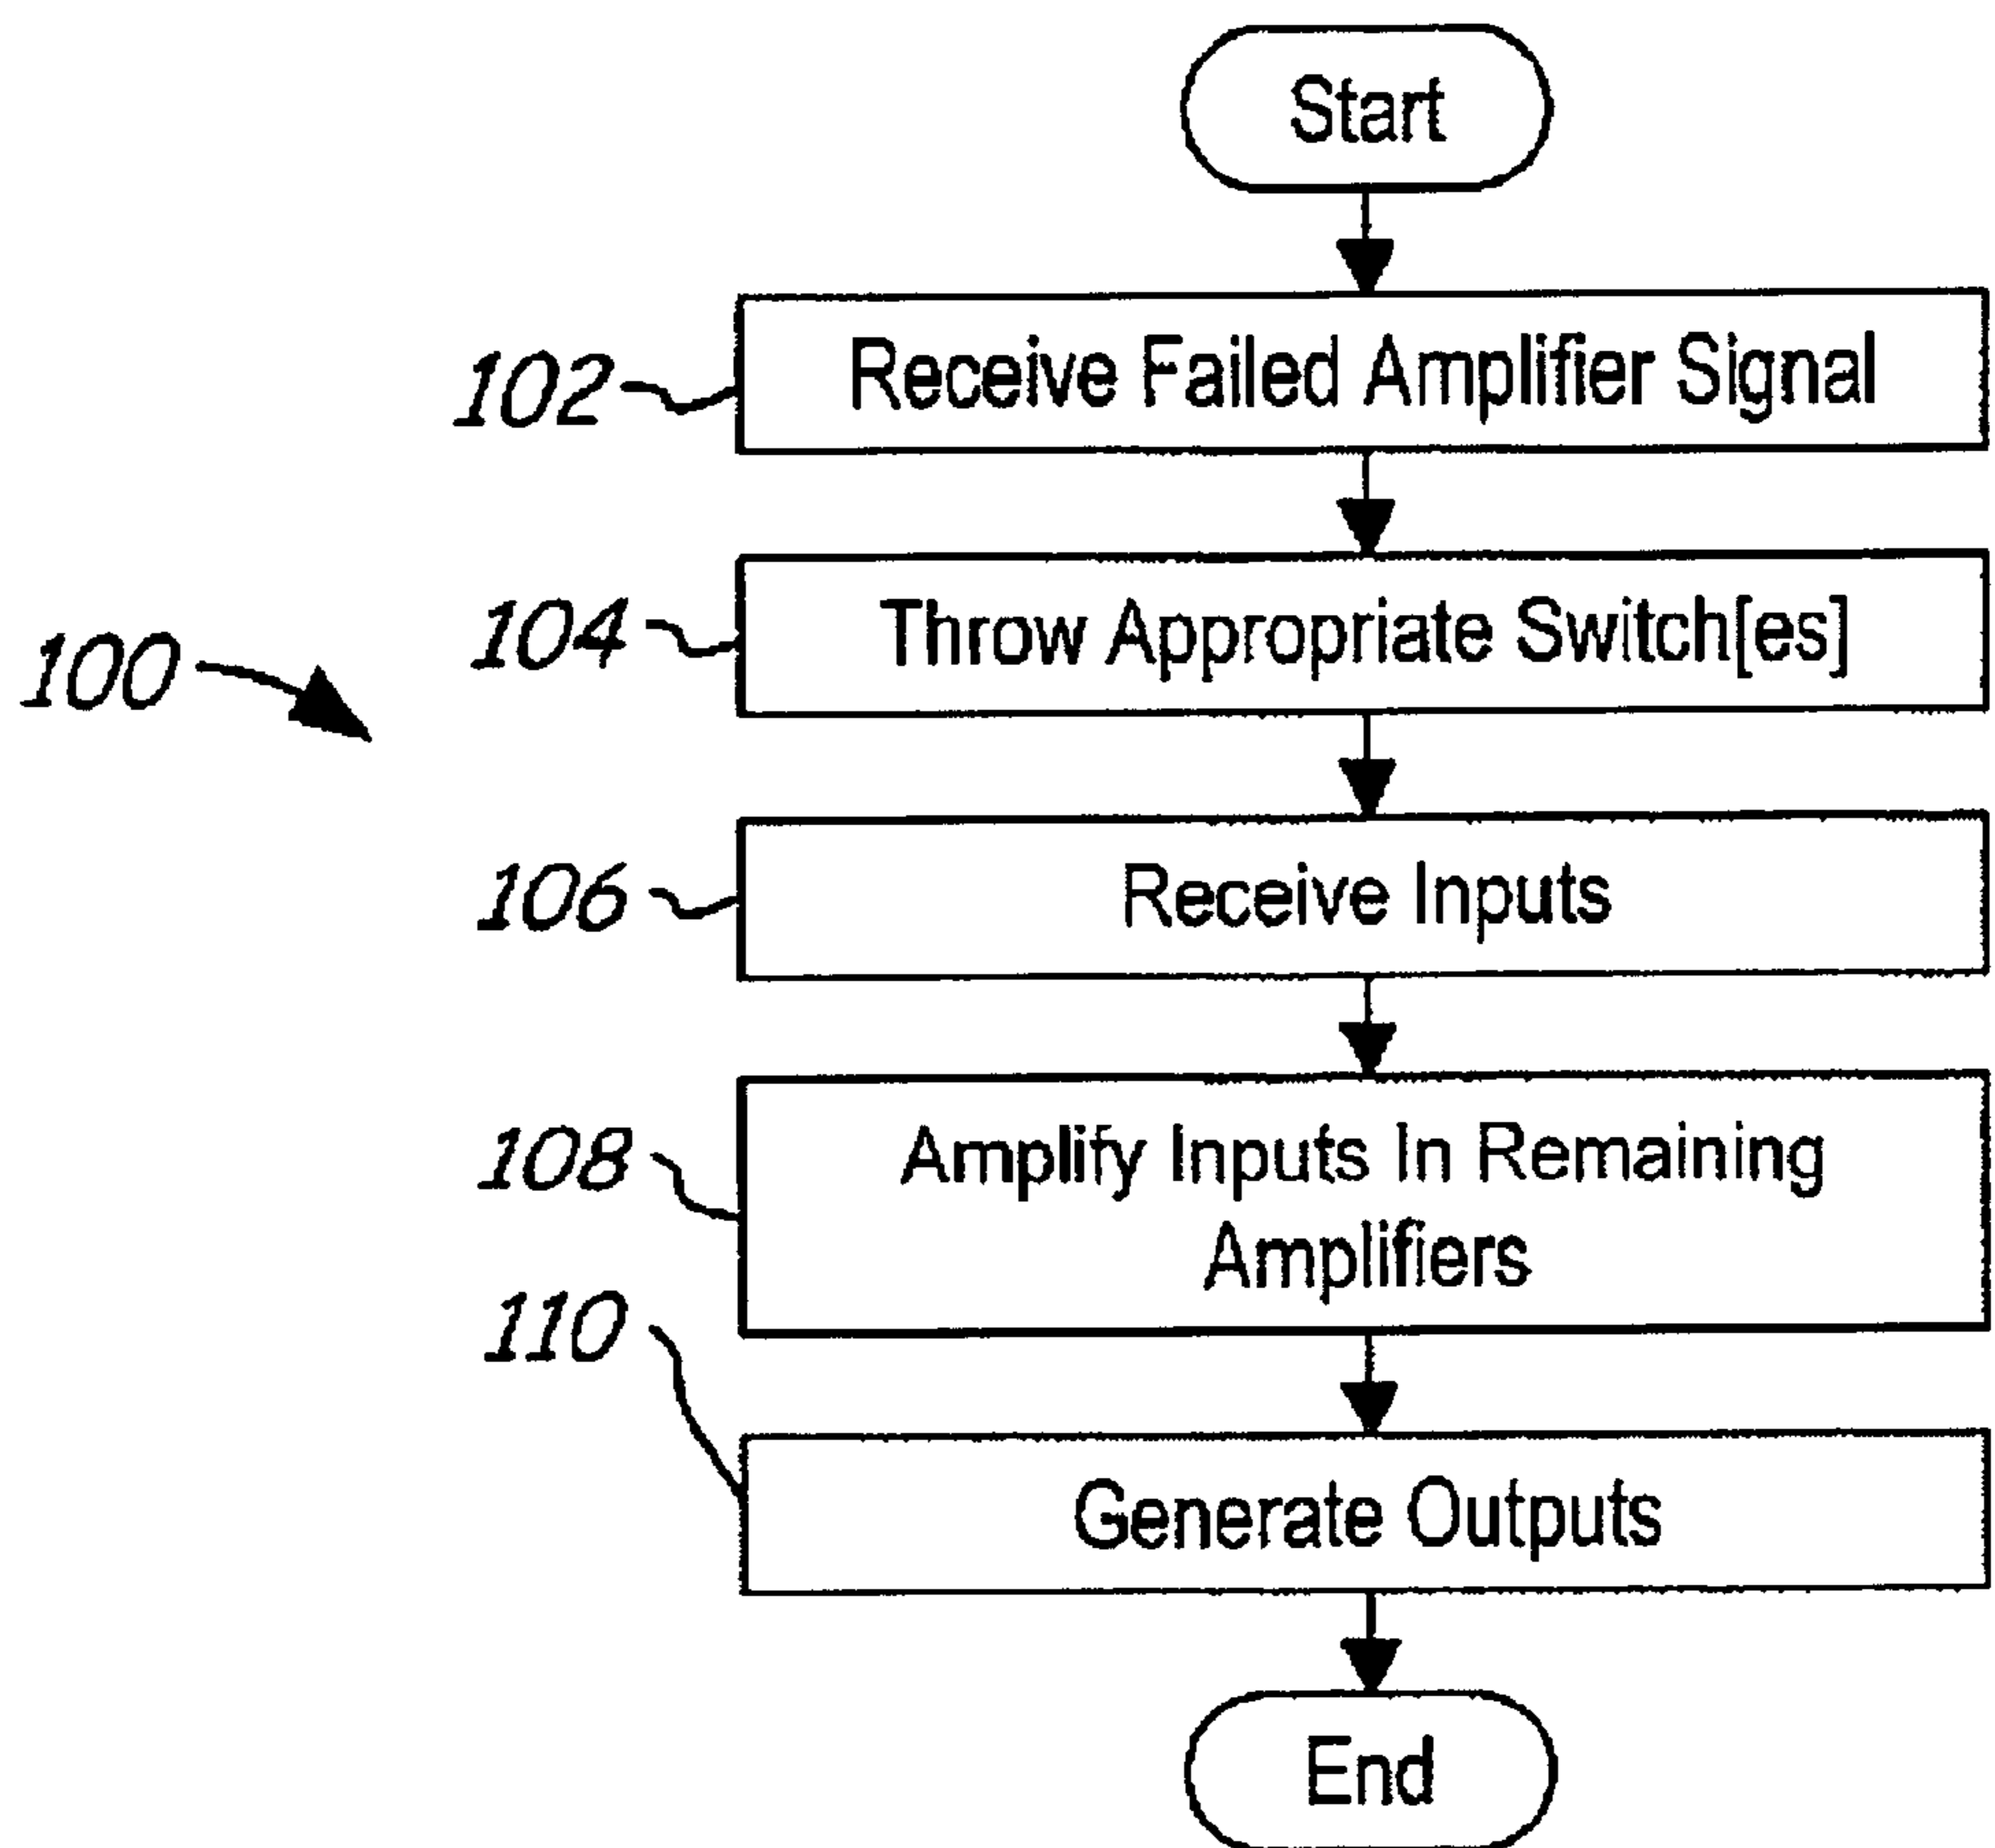 Start
102
Receive Failed Amplifier Signal
104
Throw Appropriate Switch[es]
100
106
Receive Inputs
108
Amplify Inputs In Remaining
Amplifiers
110
Generate Outputs
End